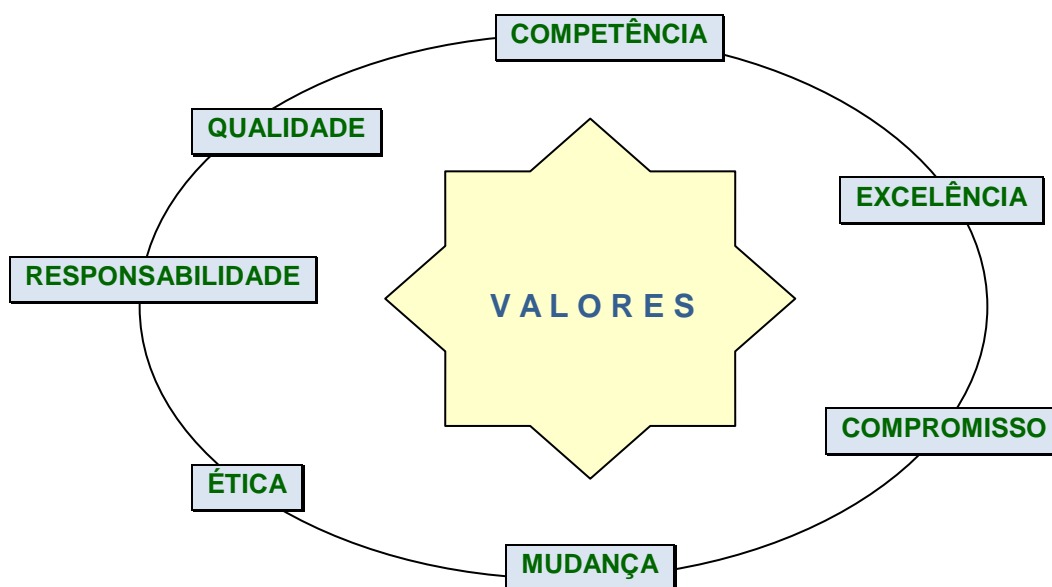 COMPETÊNCIA
QUALIDADE
EXCELÊNCIA
RESPONSABILIDADE
V A L O R E S
COMPROMISSO
ÉTICA
MUDANÇA